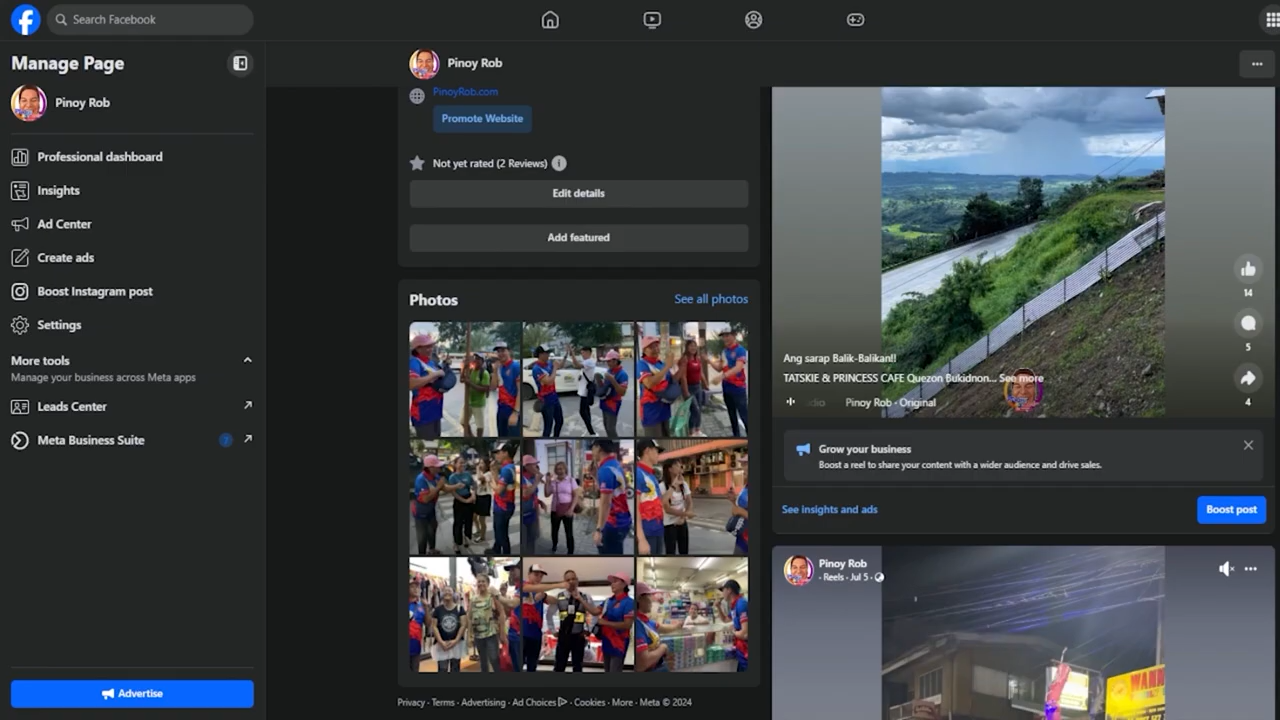 Search Facebook
Manage Page
Pinoy Rob
Professional dashboard
Insights
Ad Center
Create ads
Boost Instagram post
Settings
More tools
Manage your business across Meta apps
Leads Center
Meta Business Suite
7
Advertise
Pinoy Rob
PinoyRob.com
Promote Website
Not yet rated (2 Reviews)
Edit details
Add featured
Photos
See all photos
Privacy · Terms · Advertising · Ad Choices · Cookies · More · Meta © 2024
14
5
4
Ang sarap Balik-Balikan!!
TATSKIE & PRINCESS CAFE Quezon Bukidnon... See more
Pinoy Rob · Original
Grow your business
Boost a reel to share your content with a wider audience and drive sales.
See insights and ads
Boost post
Pinoy Rob
· Reels · Jul 5 ·